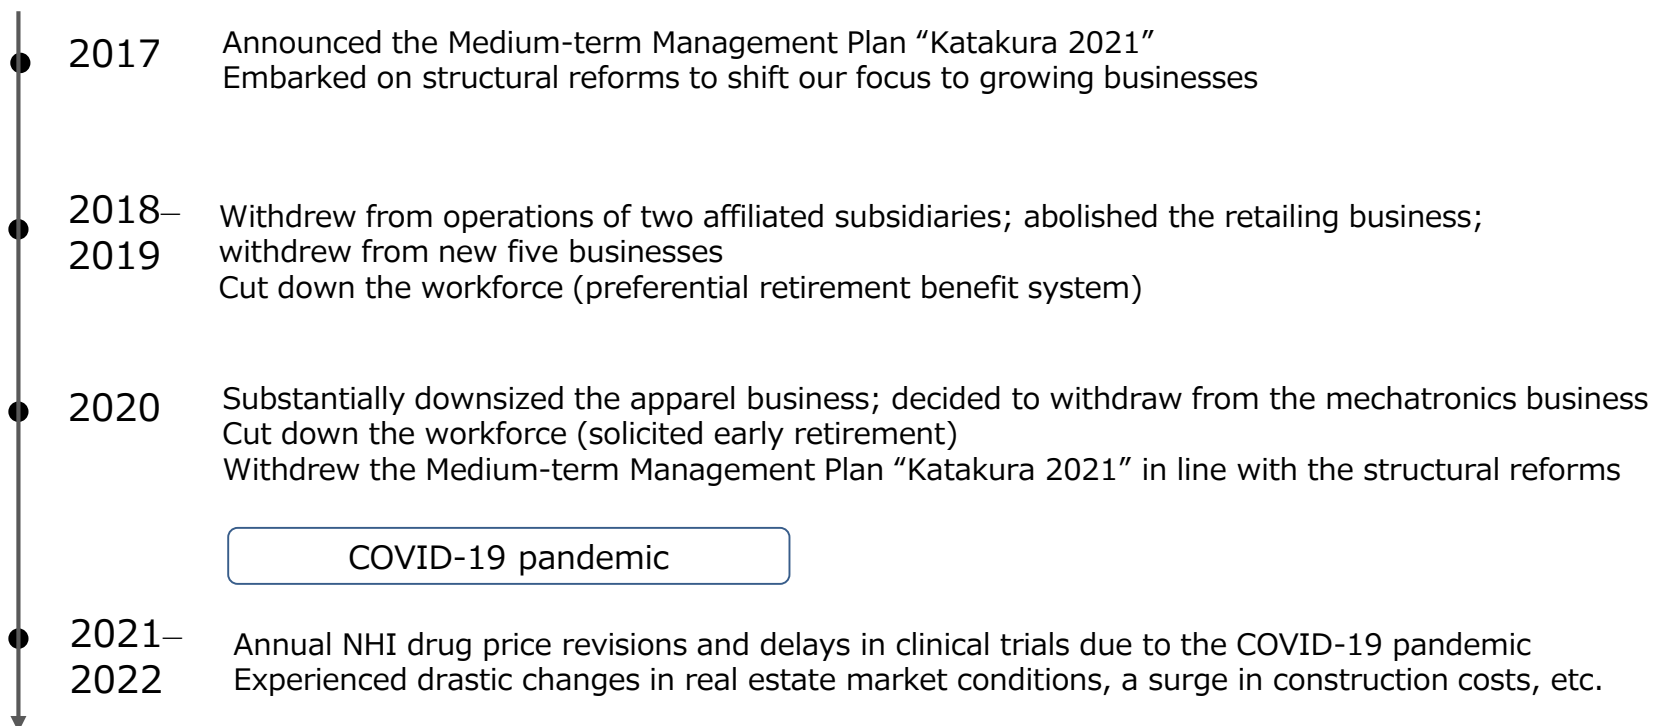 2017
Announced the Medium-term Management Plan “Katakura 2021”
Embarked on structural reforms to shift our focus to growing businesses
2018–
2019
Withdrew from operations of two affiliated subsidiaries; abolished the retailing business;
withdrew from new five businesses
Cut down the workforce (preferential retirement benefit system)
2020
Substantially downsized the apparel business; decided to withdraw from the mechatronics business
Cut down the workforce (solicited early retirement)
Withdrew the Medium-term Management Plan “Katakura 2021” in line with the structural reforms
COVID-19 pandemic
2021–
2022
Annual NHI drug price revisions and delays in clinical trials due to the COVID-19 pandemic
Experienced drastic changes in real estate market conditions, a surge in construction costs, etc.